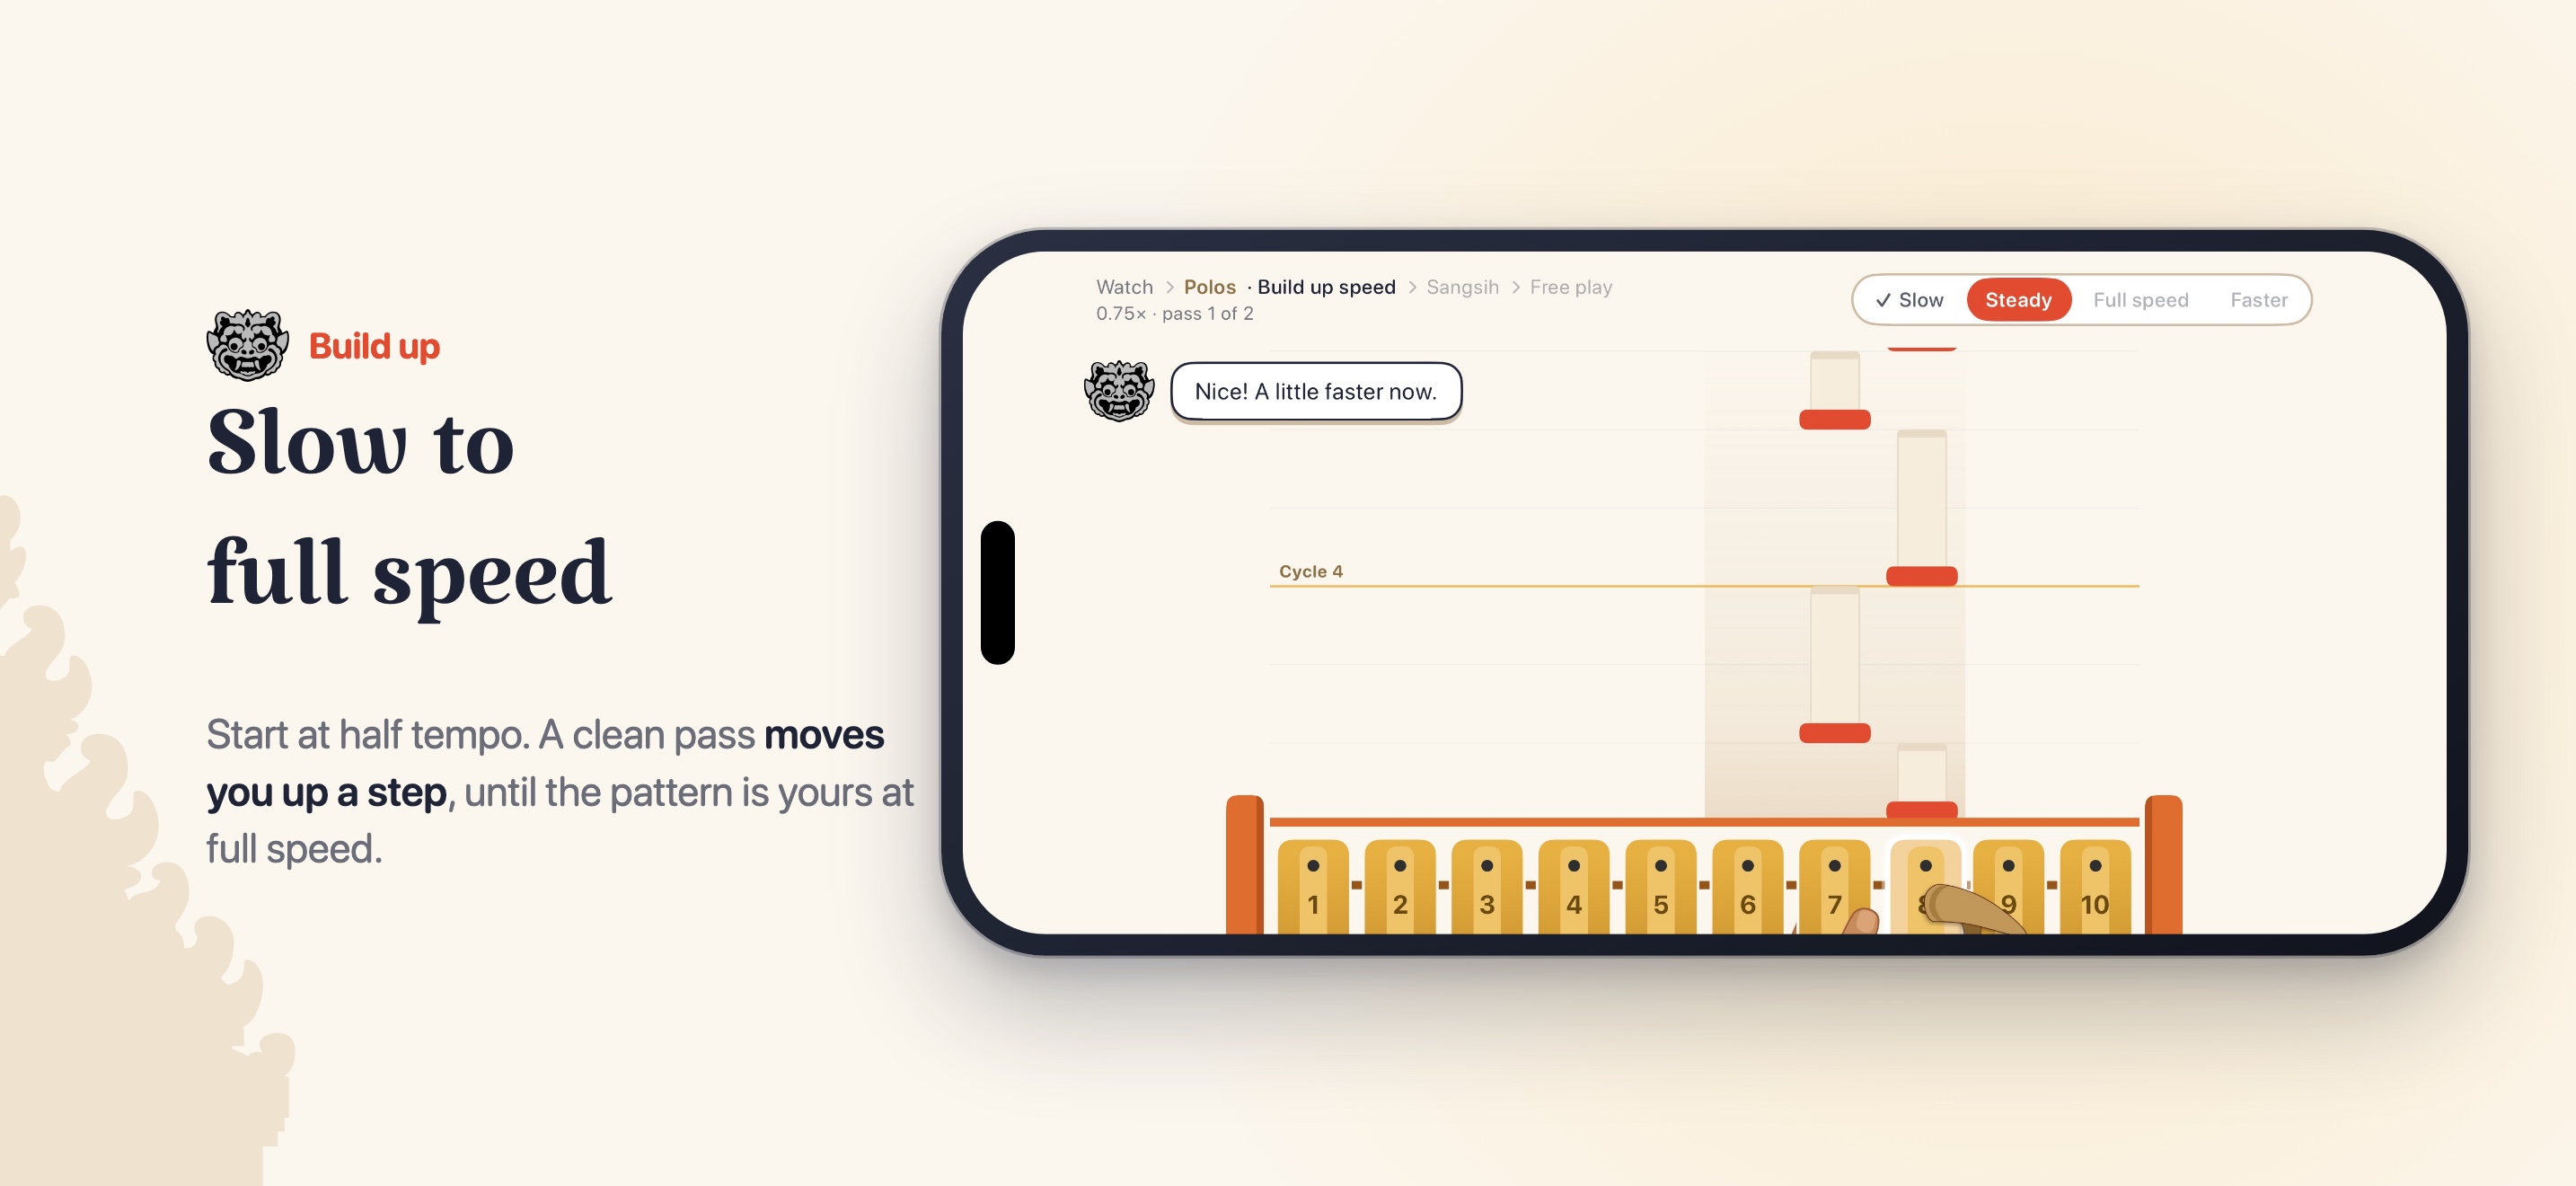 Build up
Slow to
full speed
Start at half tempo. A clean pass moves
you up a step, until the pattern is yours at
full speed.
Watch > Polos · Build up speed > Sangsih > Free play
0.75× · pass 1 of 2
✓ Slow Steady Full speed Faster
Nice! A little faster now.
Cycle 4
1 2 3 4 5 6 7 8 9 10